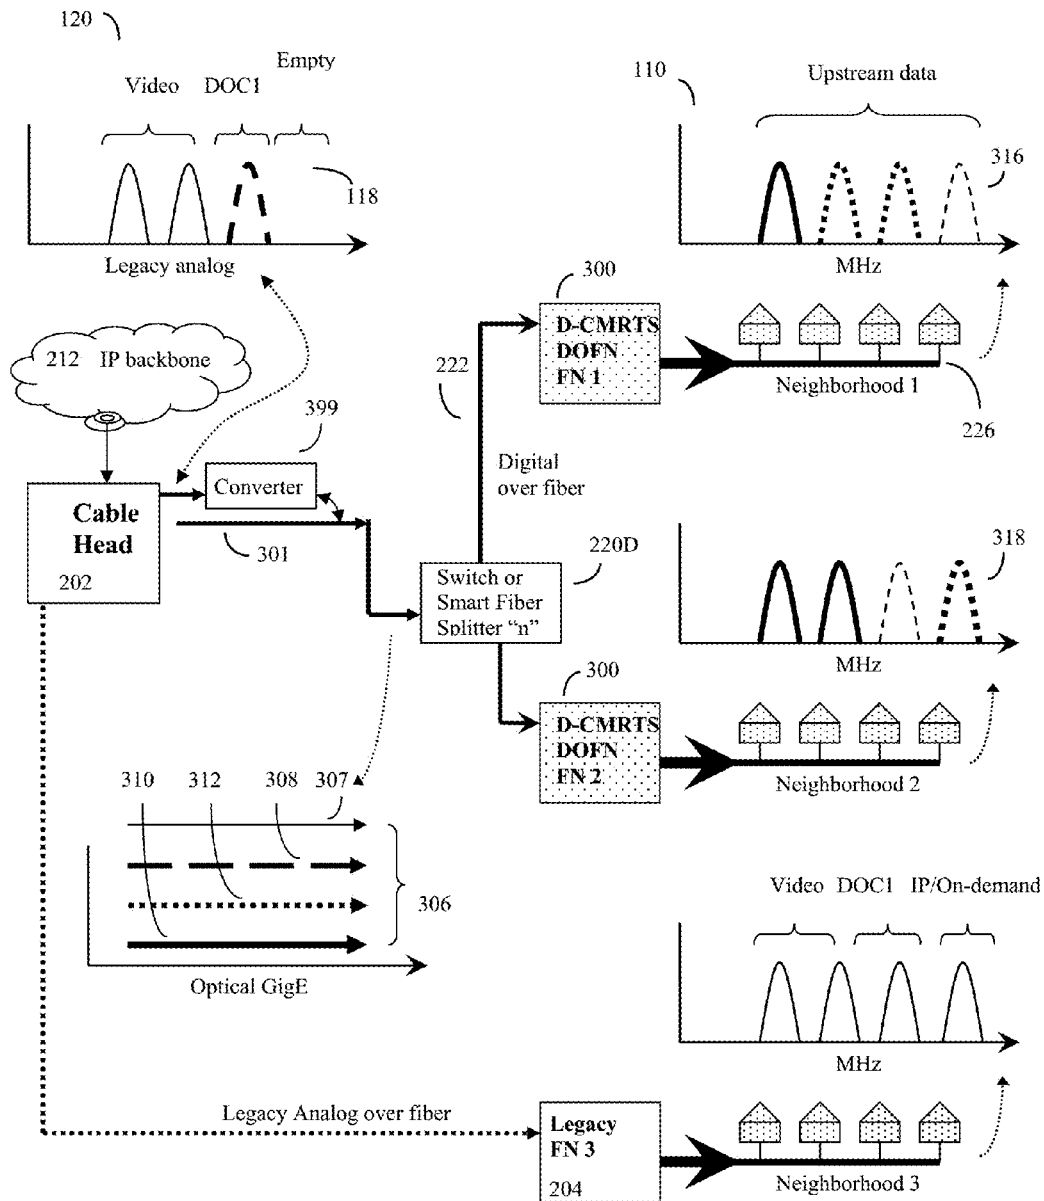 120
Empty
Video
DOC1
118
Legacy analog
110
Upstream data
316
MHz
212 IP backbone
399
Converter
Cable
Head
202
301
222
300
D-CMRTS
DOFN
FN 1
Neighborhood 1
226
Digital
over fiber
220D
Switch or
Smart Fiber
Splitter “n”
318
MHz
300
D-CMRTS
DOFN
FN 2
Neighborhood 2
310
312
308
307
306
Optical GigE
Video
DOC1
IP/On-demand
MHz
Legacy Analog over fiber
Legacy
FN 3
204
Neighborhood 3